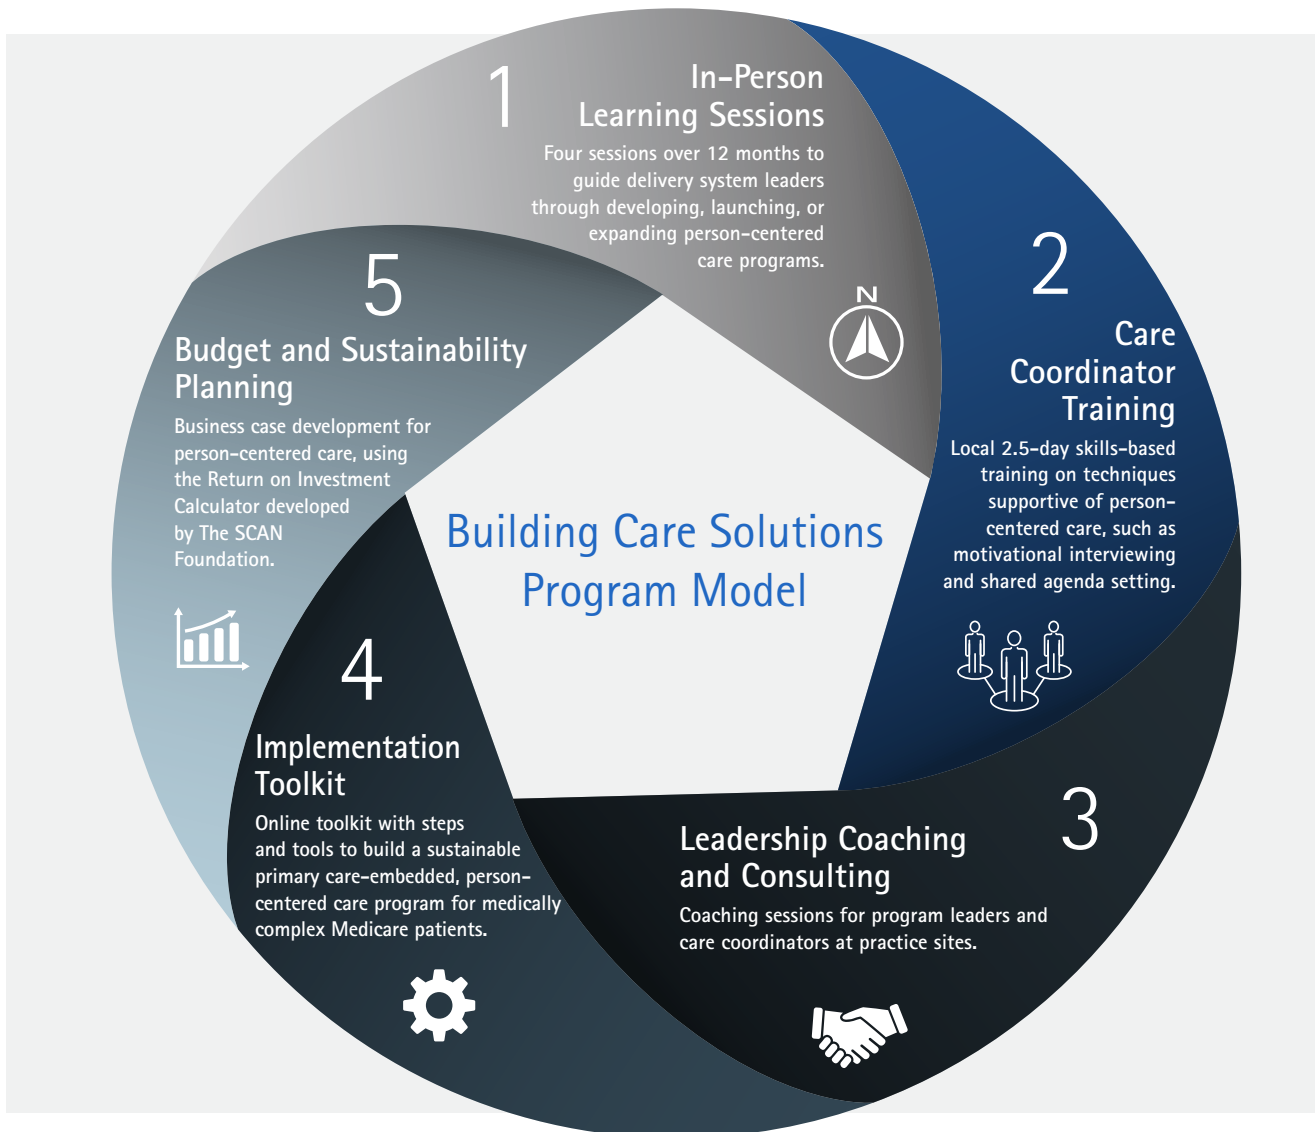 1
In-Person
Learning Sessions
Four sessions over 12 months to
guide delivery system leaders
through developing, launching, or
expanding person-centered
care programs.
N
2
Care
Coordinator
Training
Local 2.5-day skills-based
training on techniques
supportive of person-
centered care, such as
motivational interviewing
and shared agenda setting.
3
Leadership Coaching
and Consulting
Coaching sessions for program leaders and
care coordinators at practice sites.
4
Implementation
Toolkit
Online toolkit with steps
and tools to build a sustainable
primary care-embedded, person-
centered care program for medically
complex Medicare patients.
5
Budget and Sustainability
Planning
Business case development for
person-centered care, using
the Return on Investment
Calculator developed
by The SCAN
Foundation.
Building Care Solutions
Program Model